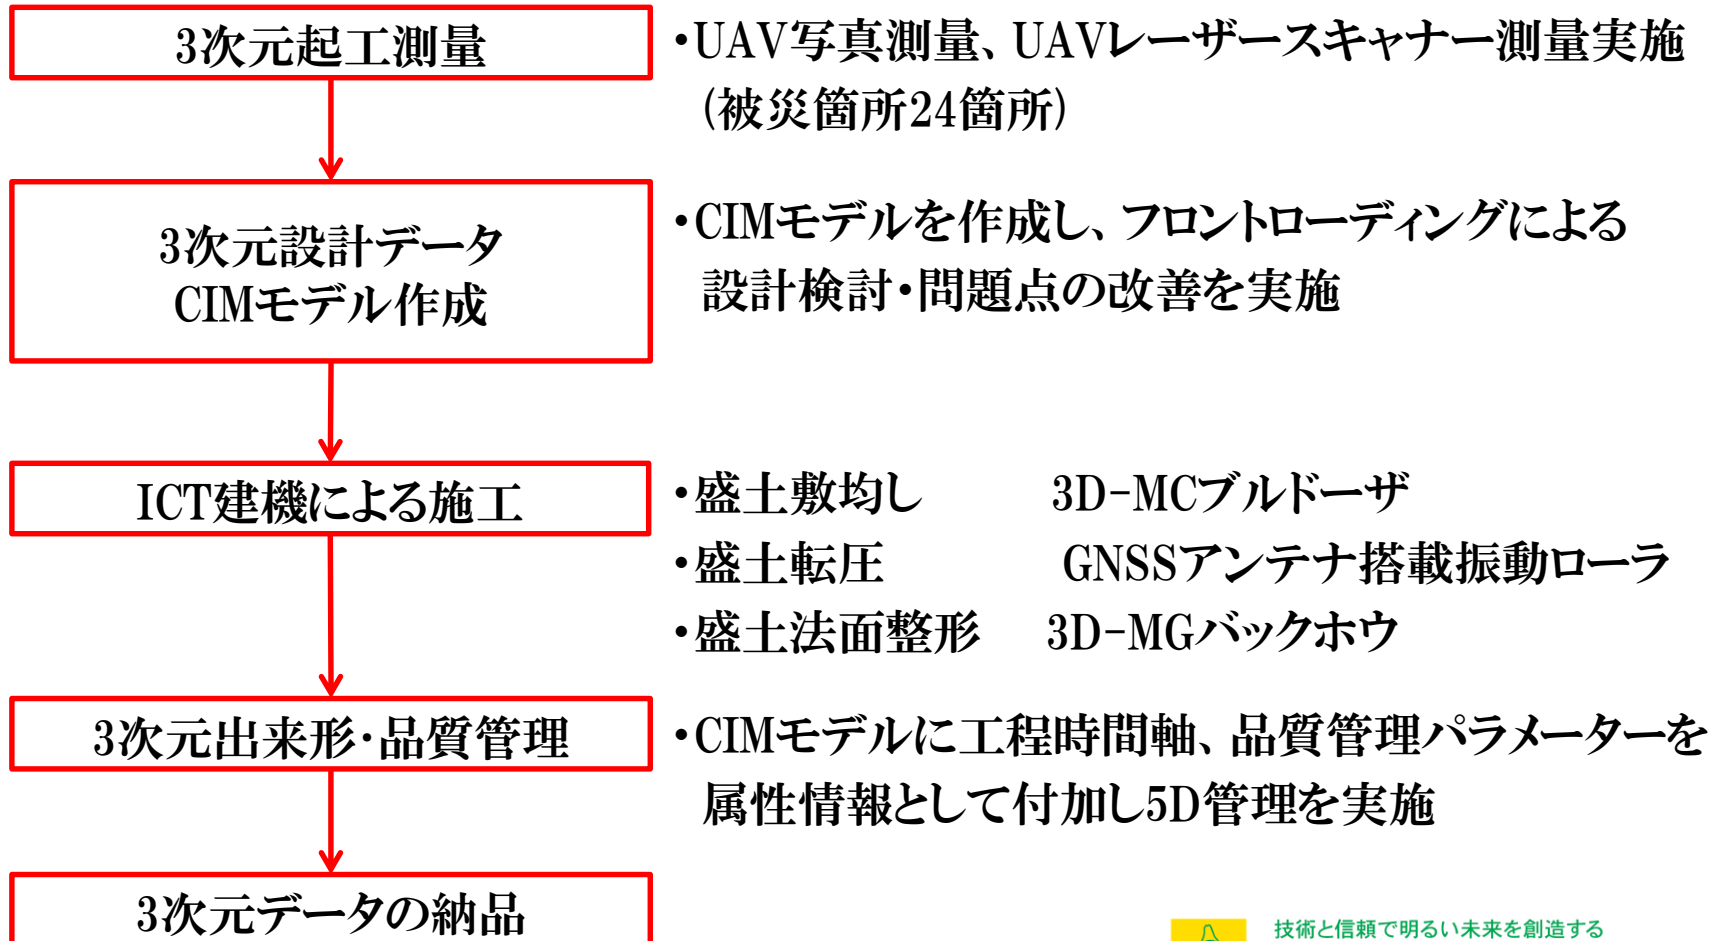 3次元起工測量
・UAV写真測量、UAVレーザースキャナー測量実施
(被災箇所24箇所)
3次元設計データ
CIMモデル作成
・CIMモデルを作成し、フロントローディングによる
設計検討・問題点の改善を実施
ICT建機による施工
・盛土敷均し 3D-MCブルドーザ
・盛土転圧 GNSSアンテナ搭載振動ローラ
・盛土法面整形 3D-MGバックホウ
3次元出来形・品質管理
・CIMモデルに工程時間軸、品質管理パラメーターを
属性情報として付加し5D管理を実施
3次元データの納品
技術と信頼で明るい未来を創造する